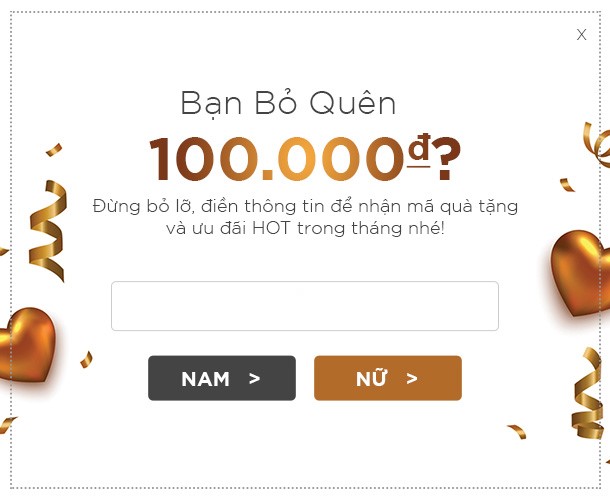 X
Bạn Bỏ Quên
100.000đ?
Đừng bỏ lỡ, điền thông tin để nhận mã quà tặng
và ưu đãi HOT trong tháng nhé!
NAM >
NỮ >